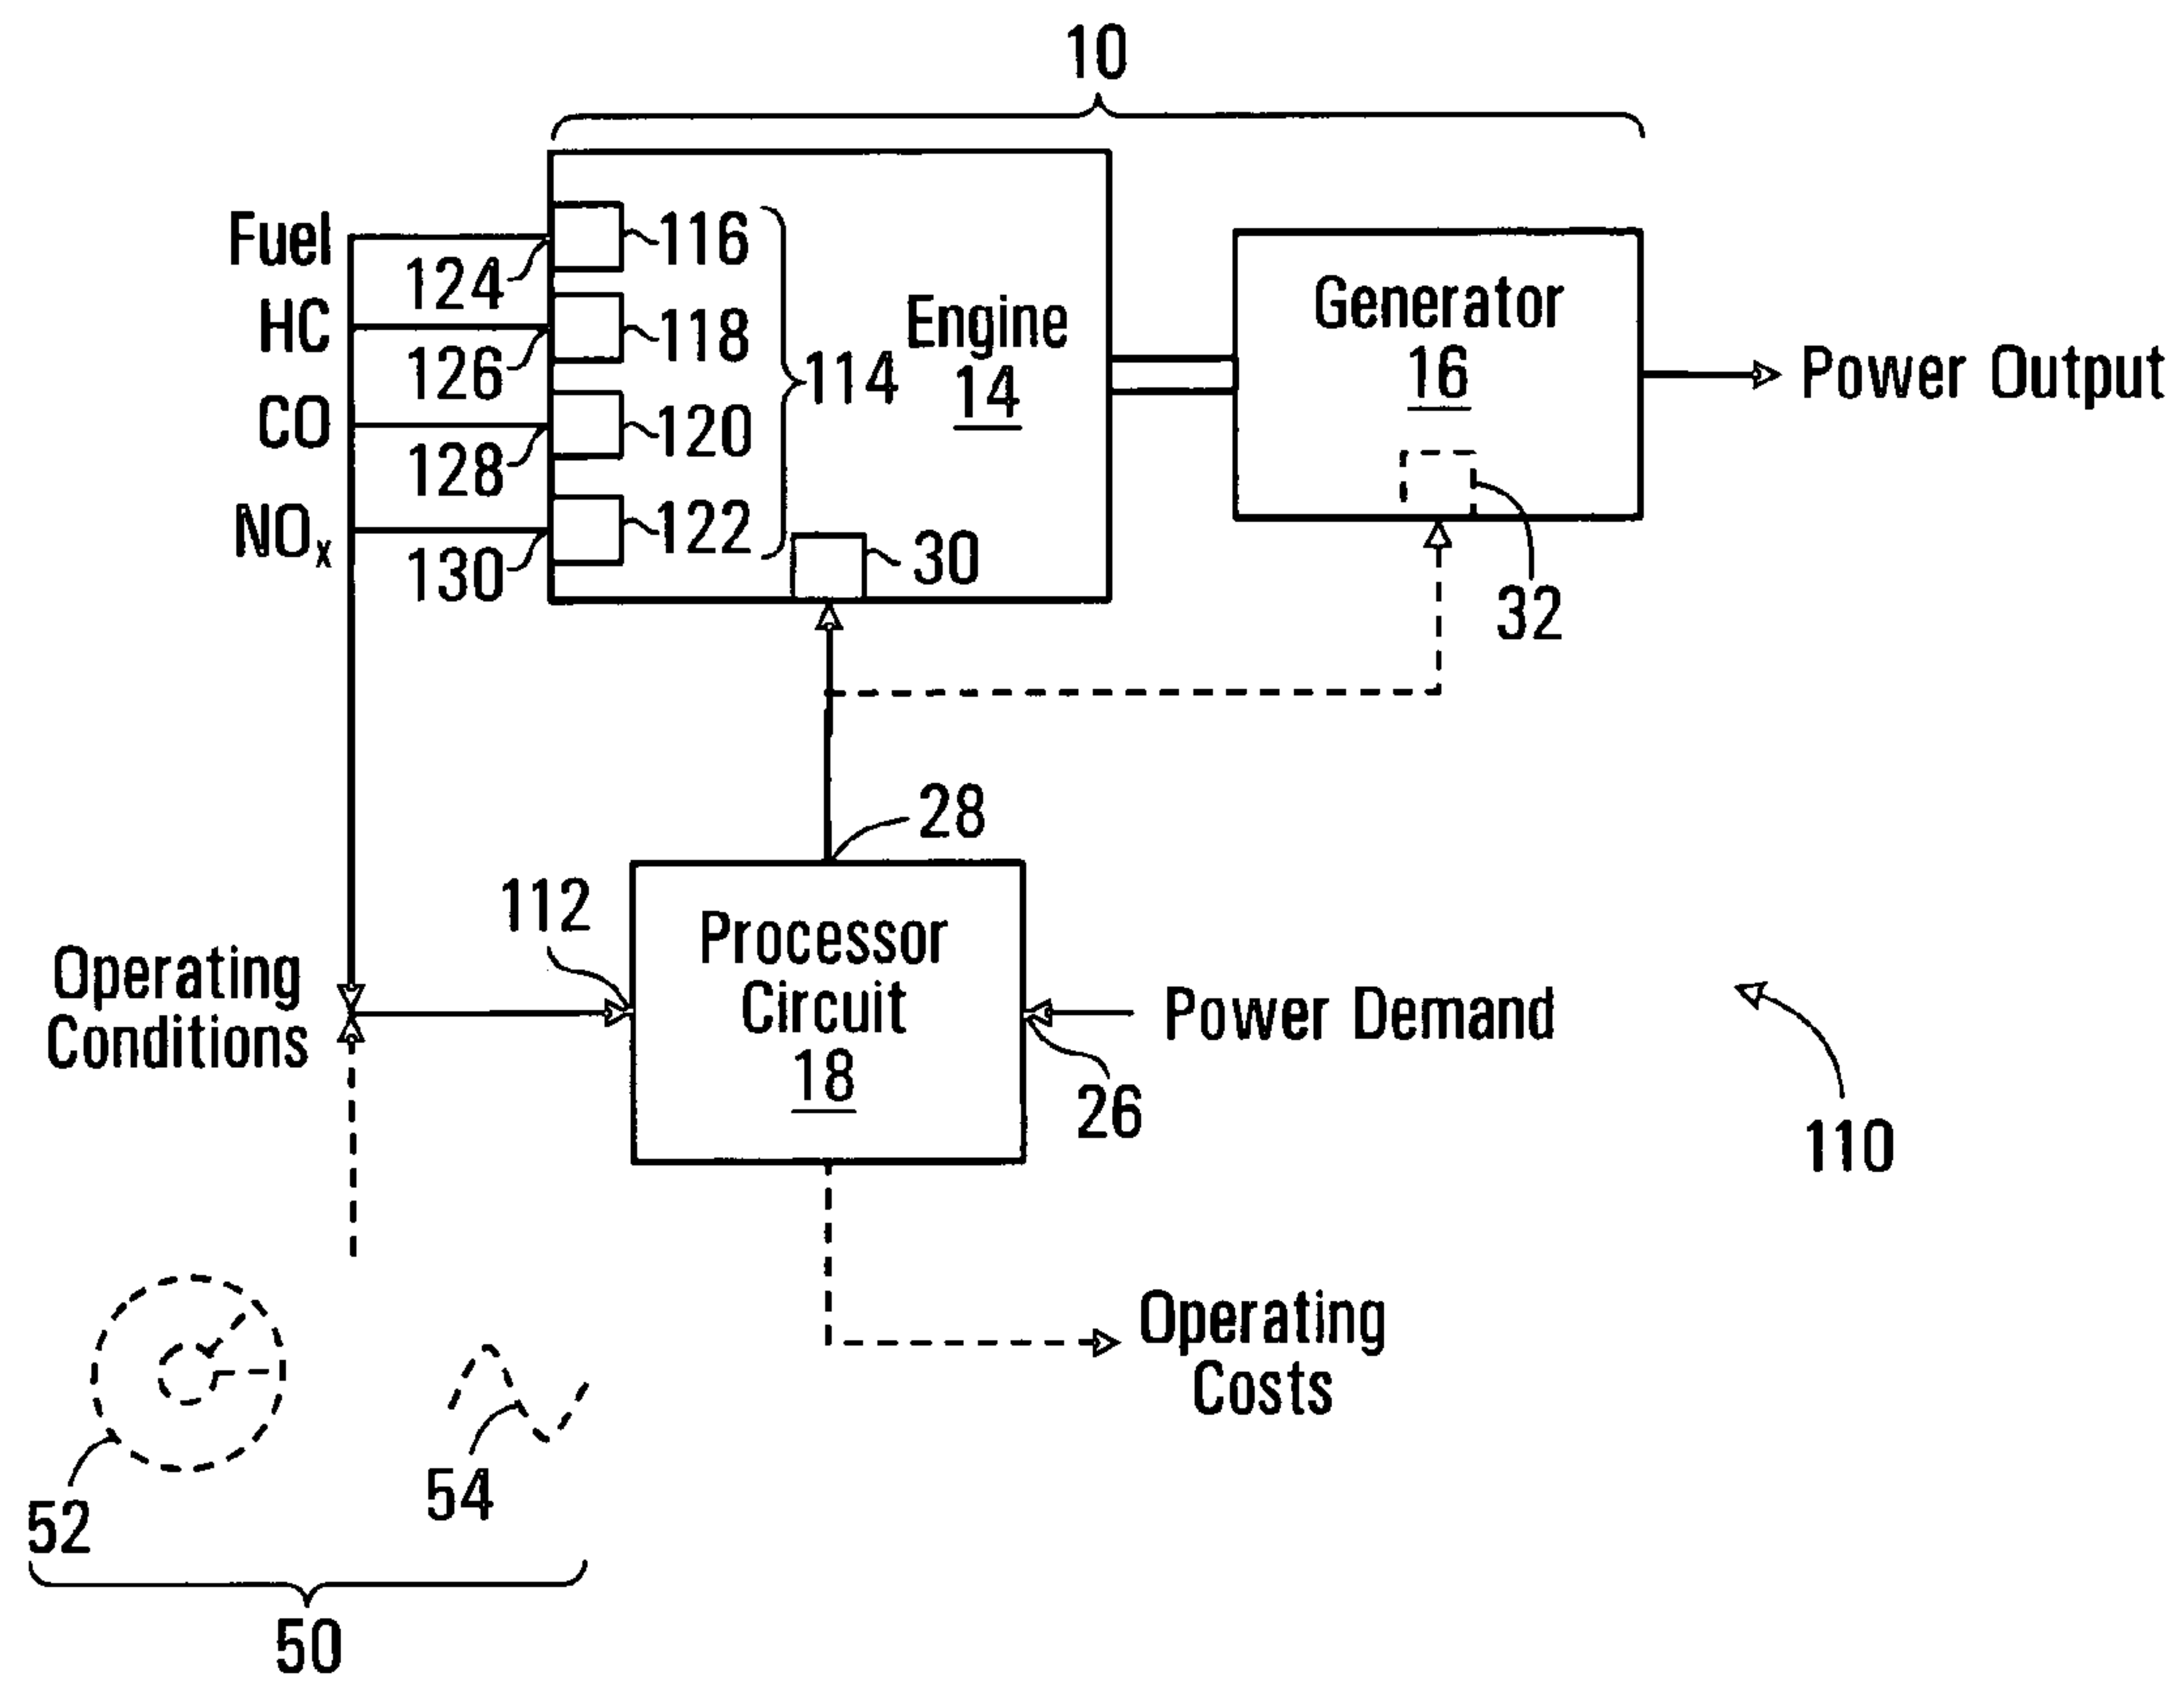 10
Fuel
124
116
HC
126
118
CO
128
120
NOx
130
122
114
Engine
14
30
Generator
16
32
Power Output
28
112
Operating
Conditions
Processor
Circuit
18
Power Demand
26
110
Operating
Costs
52
54
50